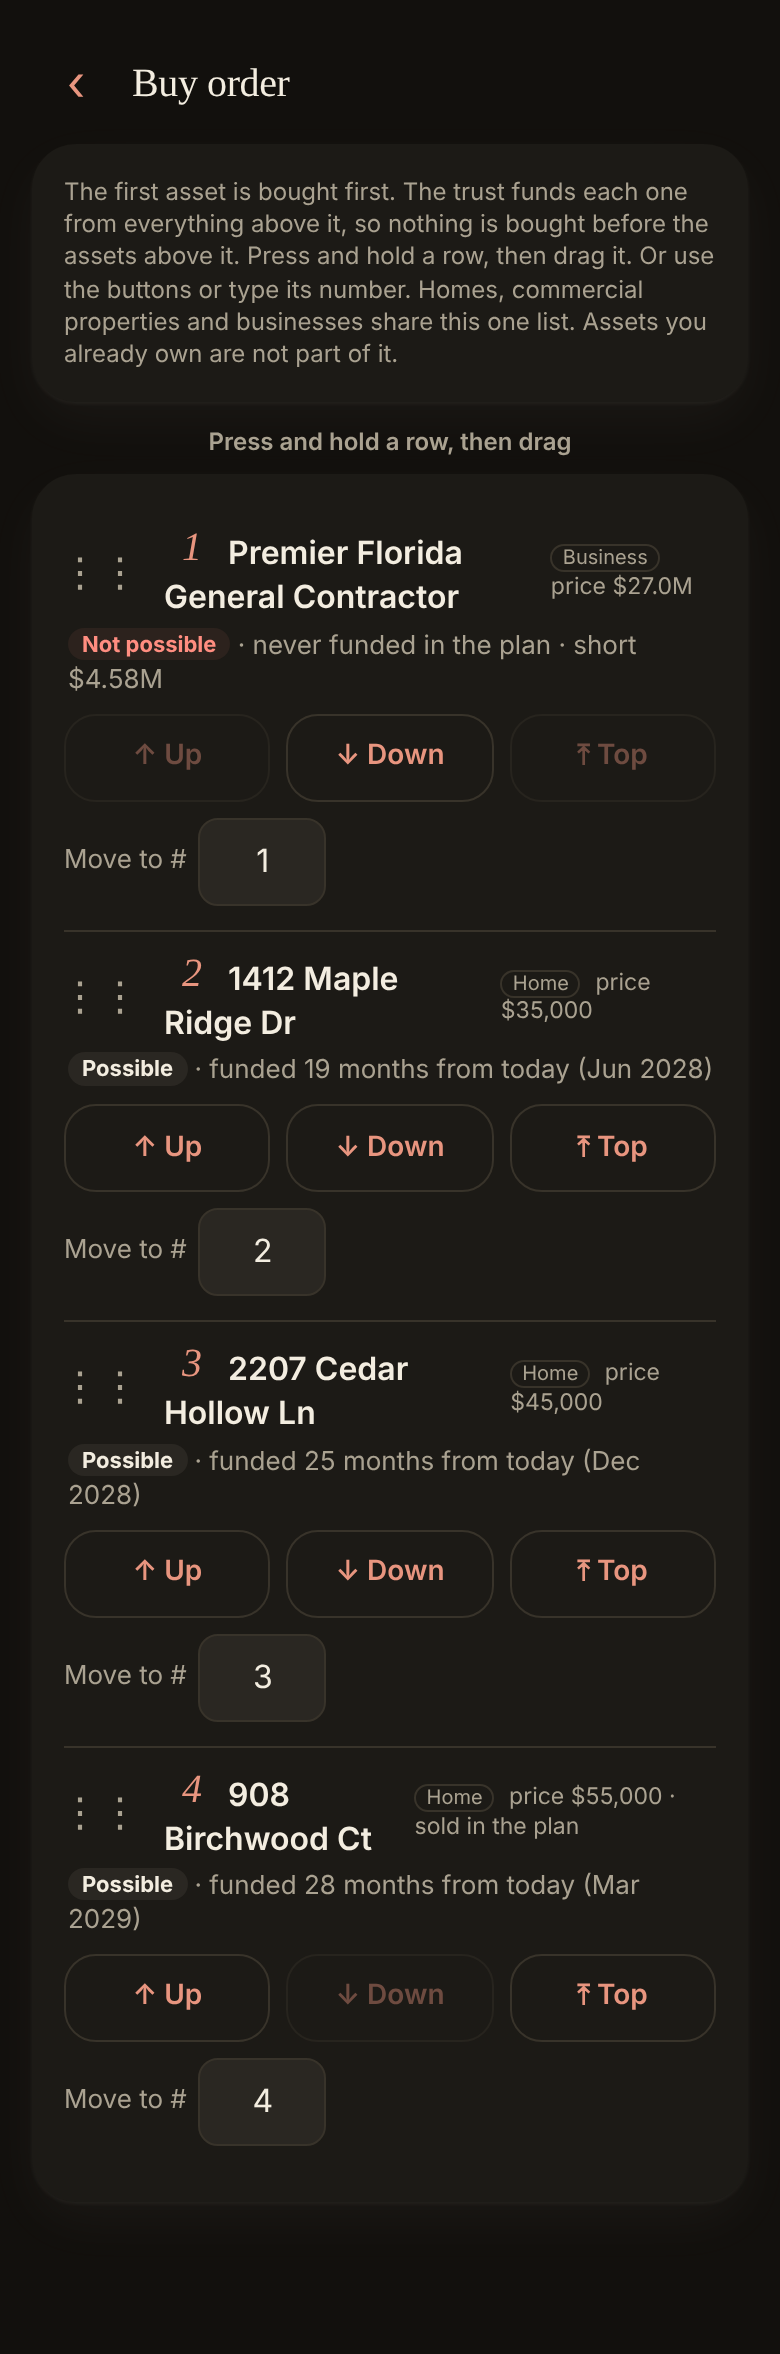 ‹ Buy order
The first asset is bought first. The trust funds each one
from everything above it, so nothing is bought before the
assets above it. Press and hold a row, then drag it. Or use
the buttons or type its number. Homes, commercial
properties and businesses share this one list. Assets you
already own are not part of it.
Press and hold a row, then drag
⋮⋮ 1 Premier Florida
General Contractor
Business
price $27.0M
Not possible · never funded in the plan · short
$4.58M
↑ Up ↓ Down ⤒ Top
Move to # 1
⋮⋮ 2 1412 Maple
Ridge Dr
Home price
$35,000
Possible · funded 19 months from today (Jun 2028)
↑ Up ↓ Down ⤒ Top
Move to # 2
⋮⋮ 3 2207 Cedar
Hollow Ln
Home price
$45,000
Possible · funded 25 months from today (Dec
2028)
↑ Up ↓ Down ⤒ Top
Move to # 3
⋮⋮ 4 908
Birchwood Ct
Home price $55,000 ·
sold in the plan
Possible · funded 28 months from today (Mar
2029)
↑ Up ↓ Down ⤒ Top
Move to # 4